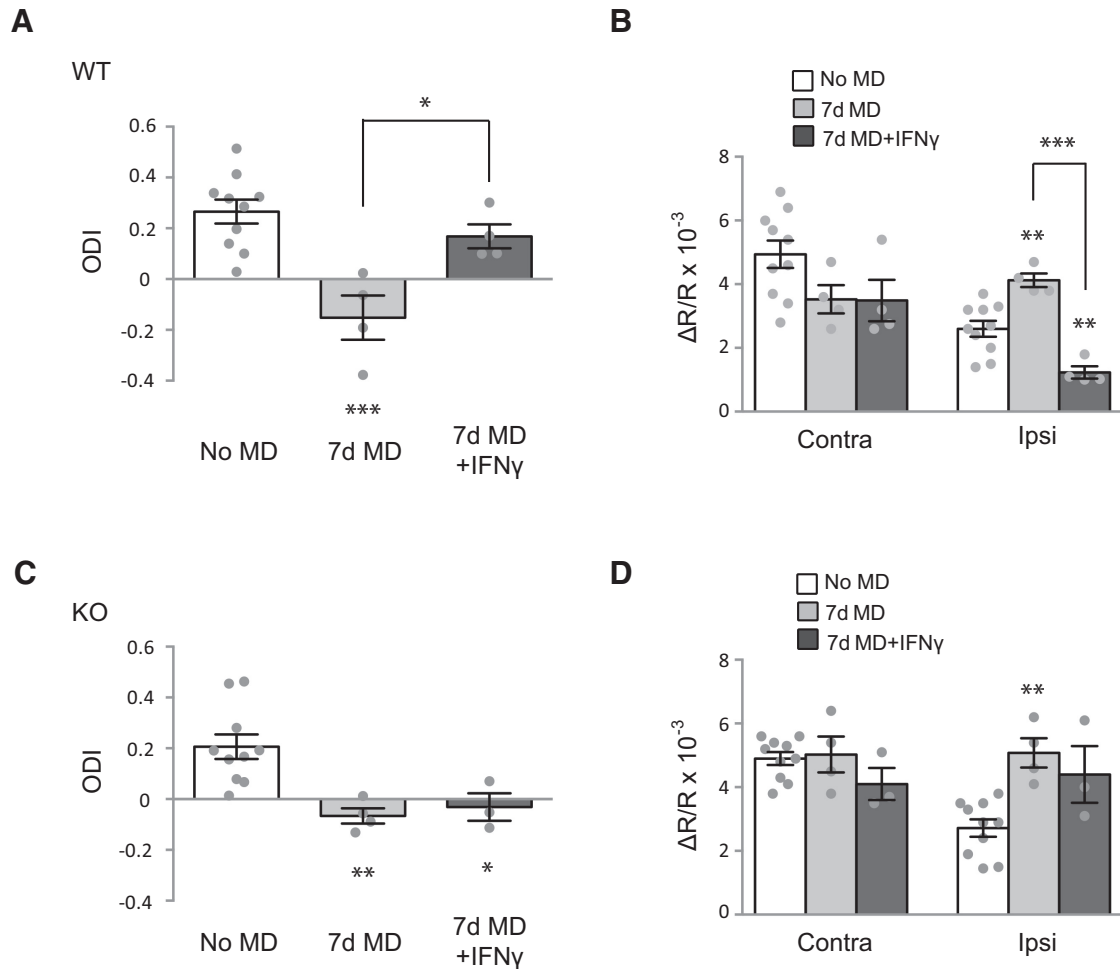 A
WT
ODI
0.6
0.4
0.2
0
-0.2
-0.4
*
***
No MD
7d MD
7d MD
+IFNγ
B
No MD
7d MD
7d MD+IFNγ
ΔR/R x 10-3
8
6
4
2
0
***
**
**
Contra
Ipsi
C
KO
ODI
0.6
0.4
0.2
0
-0.2
-0.4
**
*
No MD
7d MD
7d MD
+IFNγ
D
No MD
7d MD
7d MD+IFNγ
ΔR/R x 10-3
8
6
4
2
0
**
Contra
Ipsi